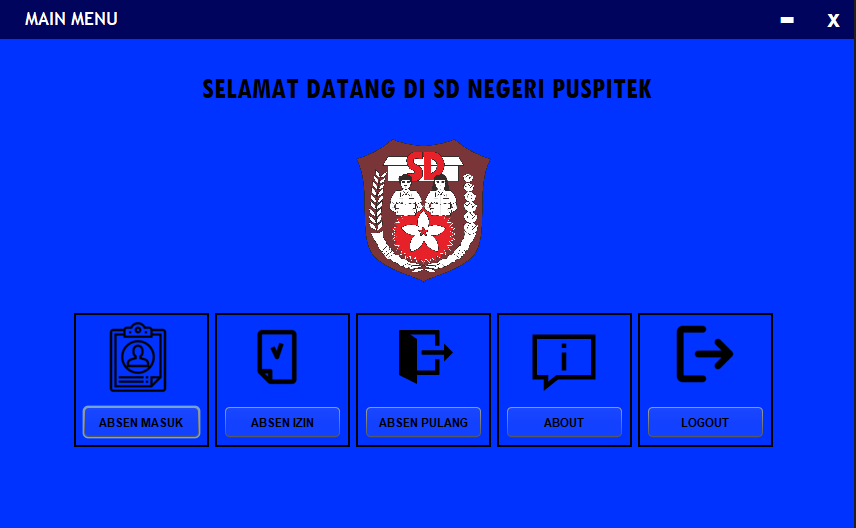 MAIN MENU
X
SELAMAT DATANG DI SD NEGERI PUSPITEK
SD
ABSEN MASUK
ABSEN IZIN
ABSEN PULANG
ABOUT
LOGOUT